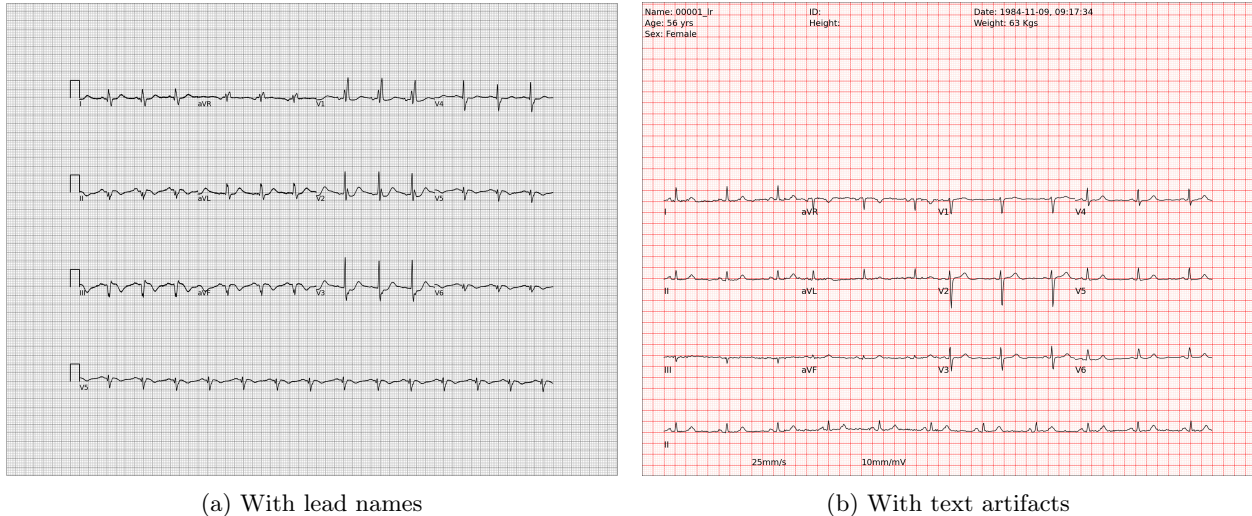 I aVR V1 V4
II aVL V2 V5
III aVF V3 V6
V5
(a) With lead names
Name: 00001_lr ID: Date: 1984-11-09, 09:17:34
Age: 56 yrs Height: Weight: 63 Kgs
Sex: Female
I aVR V1 V4
II aVL V2 V5
III aVF V3 V6
II
25mm/s 10mm/mV
(b) With text artifacts